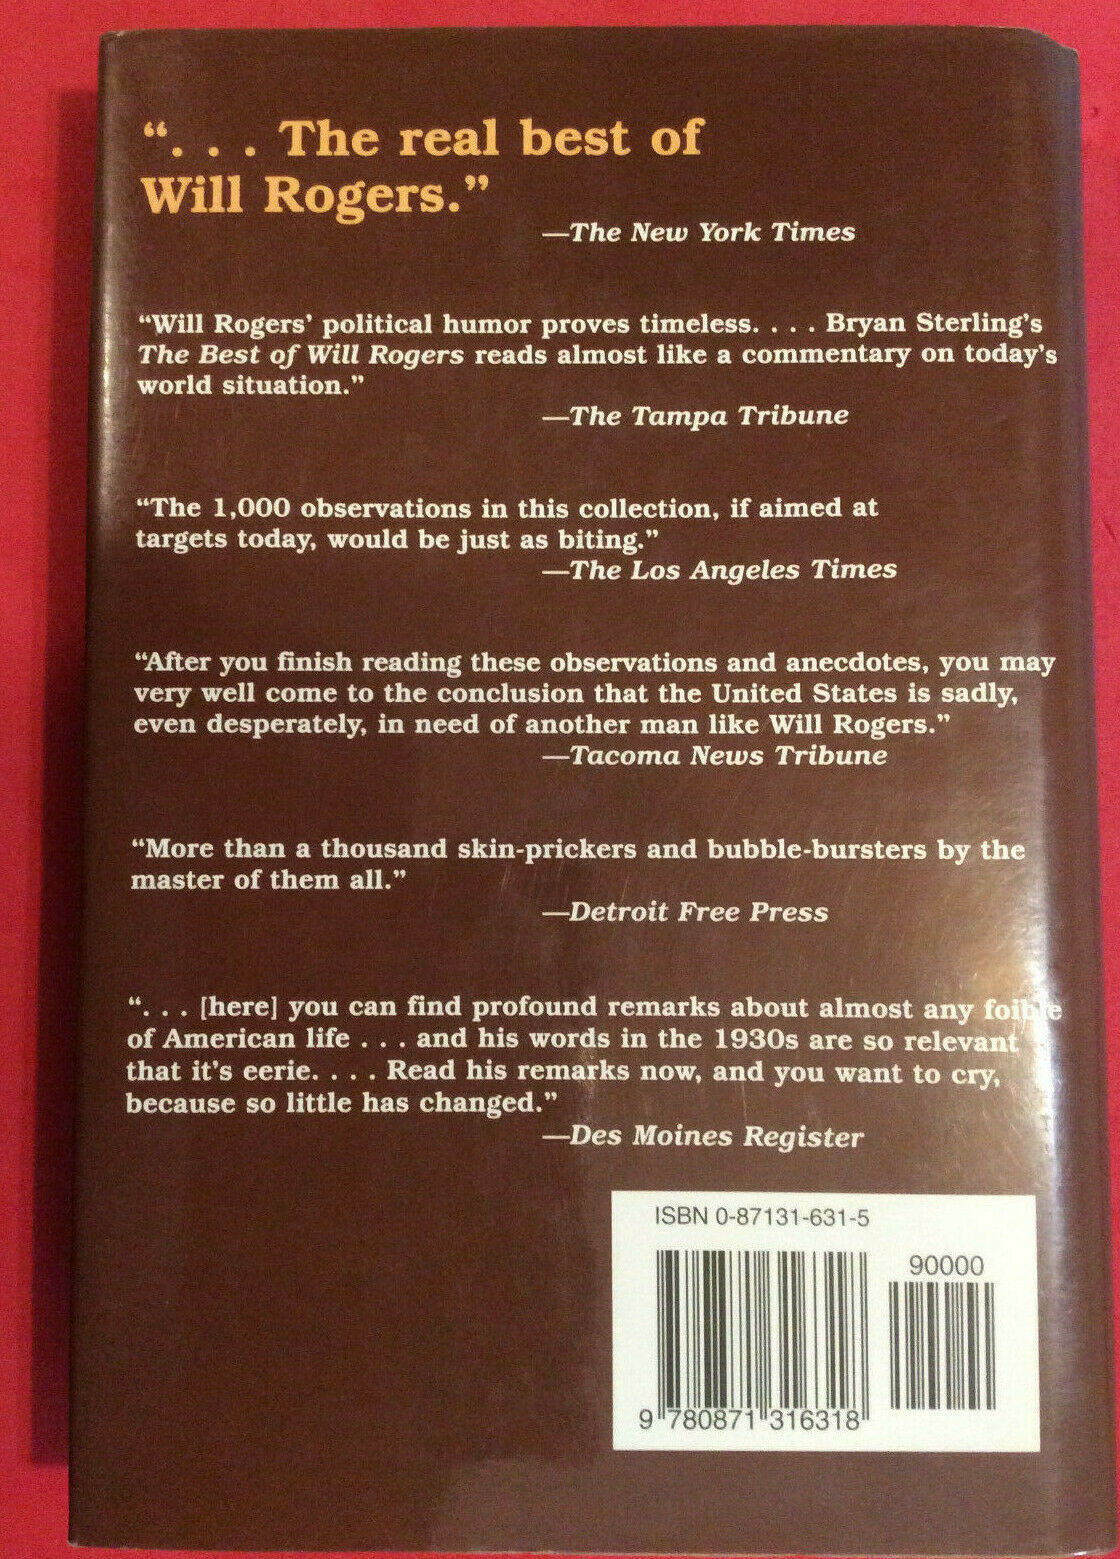 “. . . The real best of
Will Rogers.”
—The New York Times
“Will Rogers’ political humor proves timeless. . . . Bryan Sterling’s
The Best of Will Rogers reads almost like a commentary on today’s
world situation.”
—The Tampa Tribune
“The 1,000 observations in this collection, if aimed at
targets today, would be just as biting.”
—The Los Angeles Times
“After you finish reading these observations and anecdotes, you may
very well come to the conclusion that the United States is sadly,
even desperately, in need of another man like Will Rogers.”
—Tacoma News Tribune
“More than a thousand skin-prickers and bubble-bursters by the
master of them all.”
—Detroit Free Press
“. . . [here] you can find profound remarks about almost any foible
of American life . . . and his words in the 1930s are so relevant
that it’s eerie. . . . Read his remarks now, and you want to cry,
because so little has changed.”
—Des Moines Register
ISBN 0-87131-631-5
90000
9 780871 316318